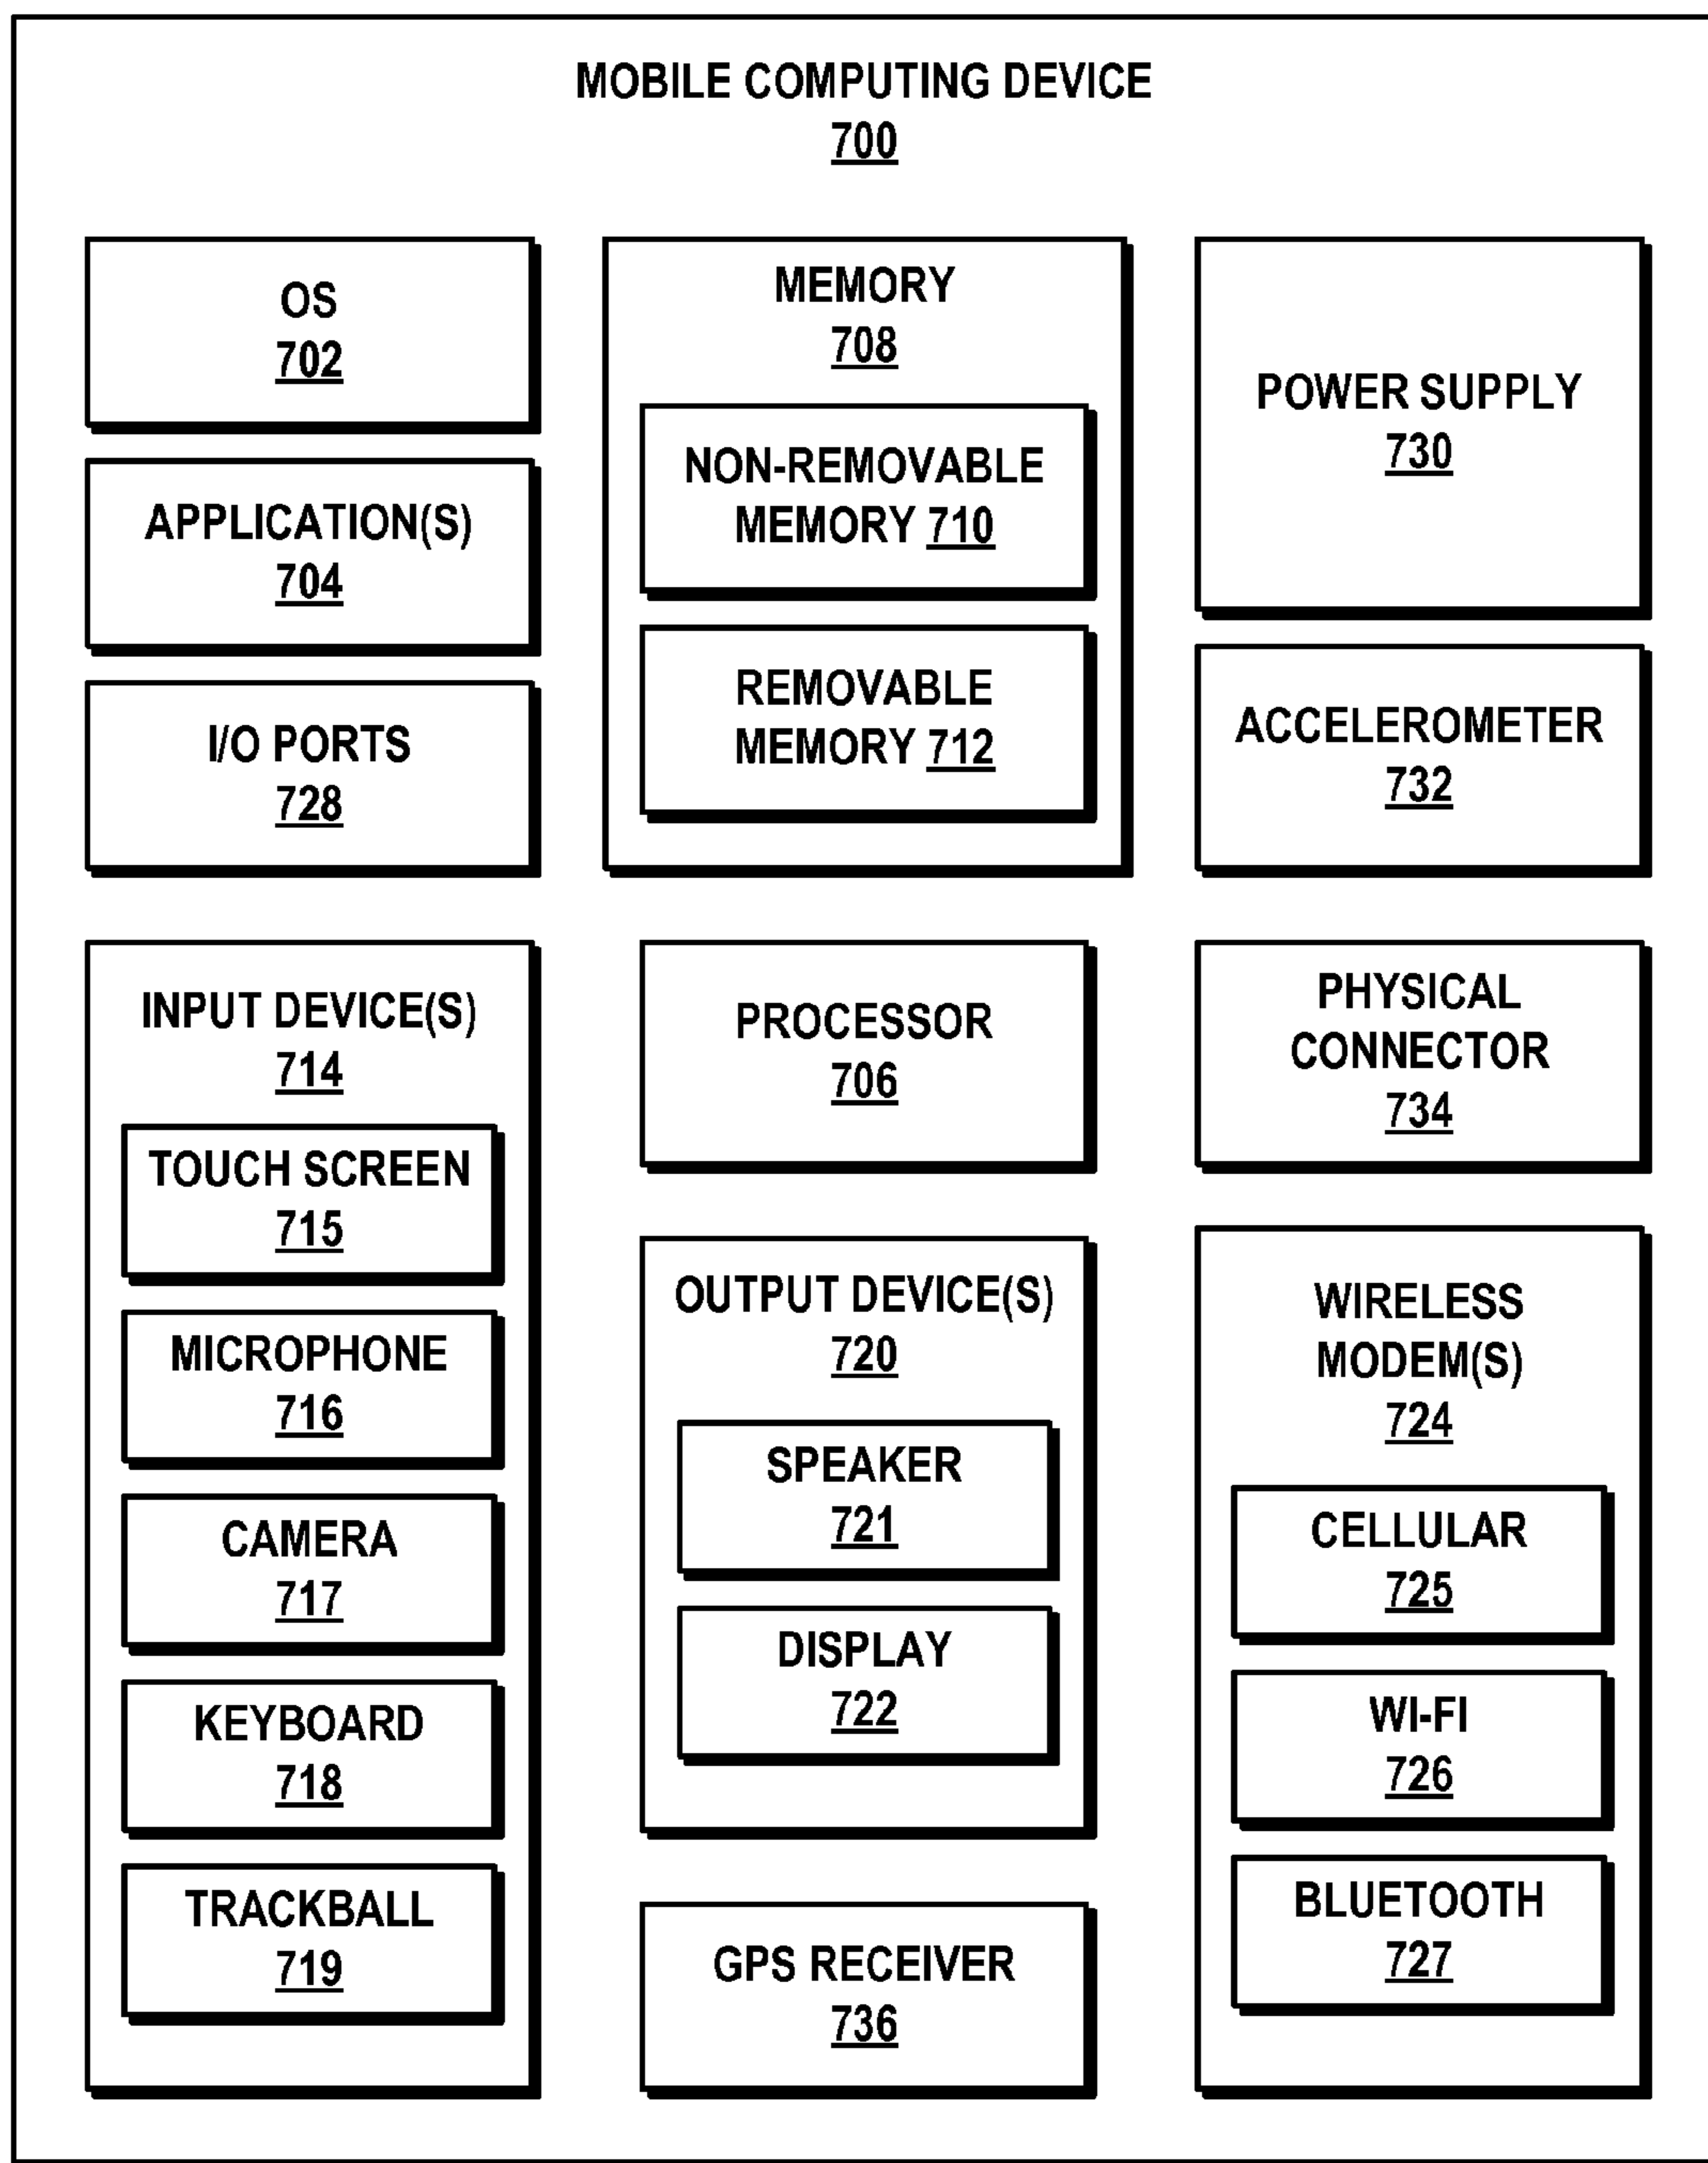 MOBILE COMPUTING DEVICE
700
OS
702
APPLICATION(S)
704
I/O PORTS
728
MEMORY
708
NON-REMOVABLE
MEMORY 710
REMOVABLE
MEMORY 712
POWER SUPPLY
730
ACCELEROMETER
732
INPUT DEVICE(S)
714
TOUCH SCREEN
715
MICROPHONE
716
CAMERA
717
KEYBOARD
718
TRACKBALL
719
PROCESSOR
706
OUTPUT DEVICE(S)
720
SPEAKER
721
DISPLAY
722
GPS RECEIVER
736
PHYSICAL
CONNECTOR
734
WIRELESS
MODEM(S)
724
CELLULAR
725
WI-FI
726
BLUETOOTH
727